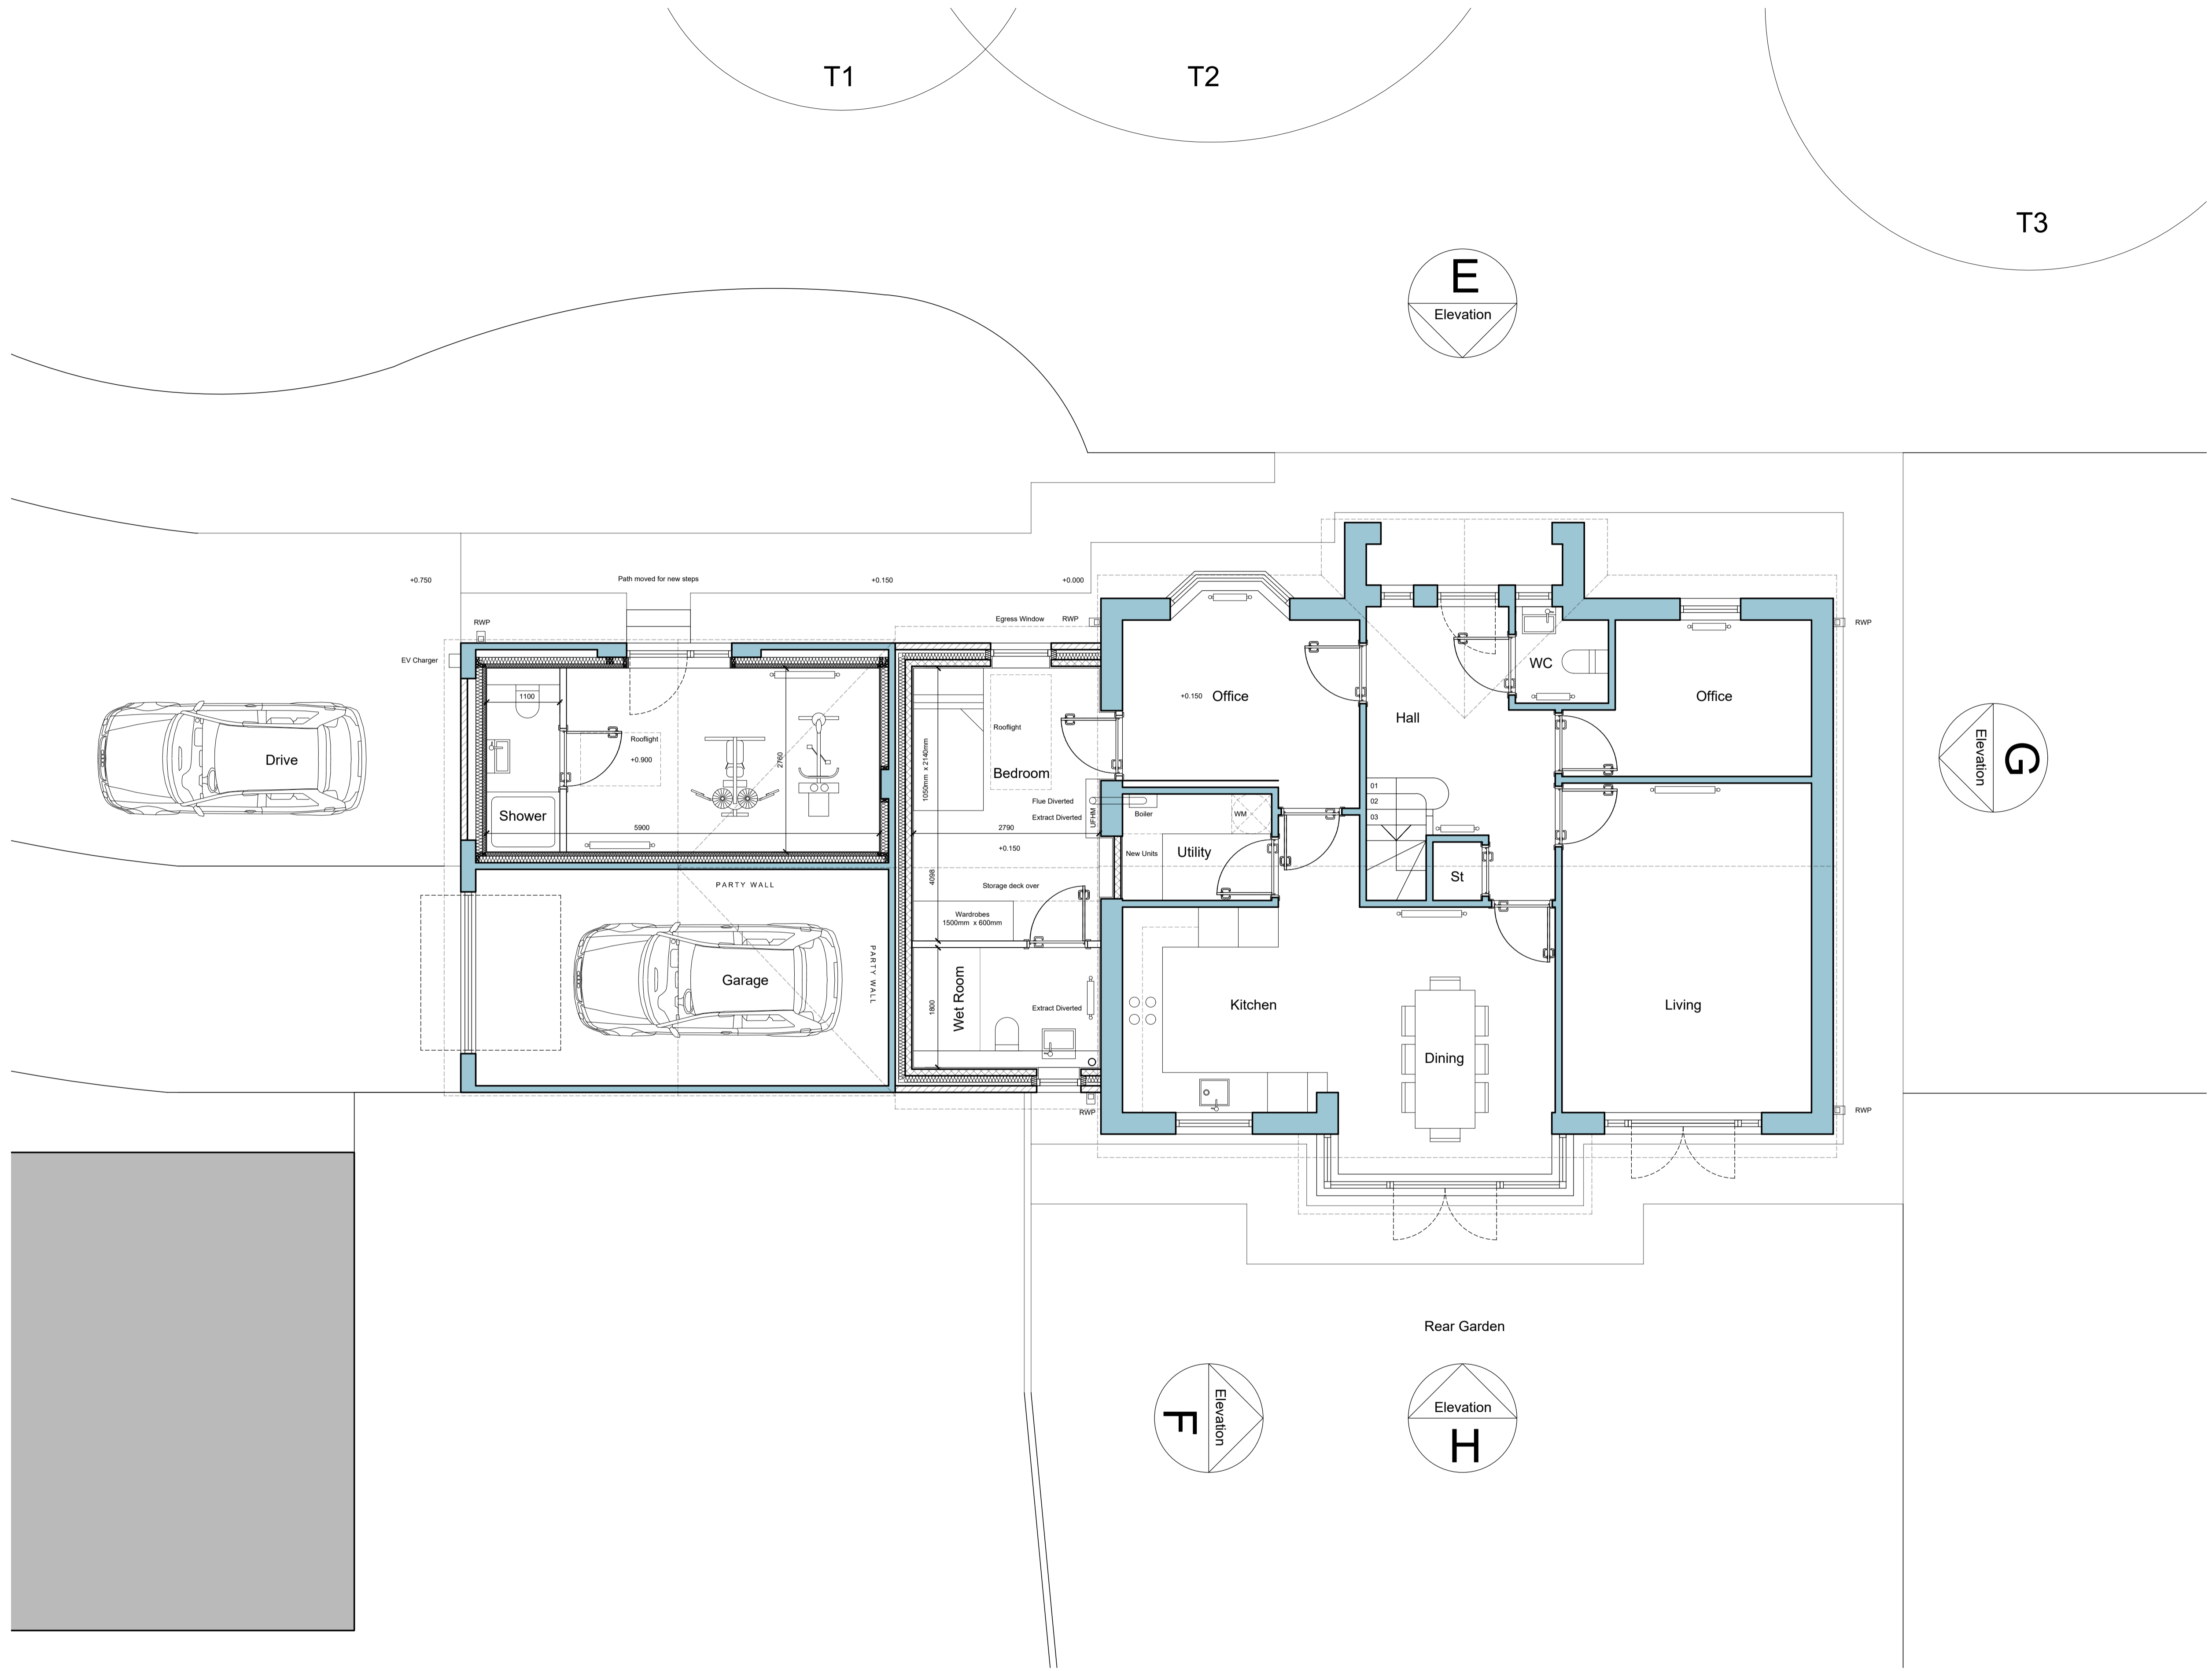 T1
T2
T3
E
Elevation
+0.750
Path moved for new steps
+0.150
+0.000
RWP
Egress Window
RWP
RWP
EV Charger
1100
Rooflight
+0.900
2760
5900
Shower
Drive
1050mm x 2140mm
Rooflight
Bedroom
Flue Diverted
Extract Diverted
UFHM
2790
+0.150
4098
Storage deck over
Wardrobes
1500mm x 600mm
+0.150
Office
Hall
WC
Office
Elevation
G
Boiler
WM
New Units
Utility
01
02
03
St
PARTY WALL
PARTY WALL
Garage
Wet Room
1800
Extract Diverted
Kitchen
Dining
Living
RWP
RWP
Rear Garden
F
Elevation
Elevation
H